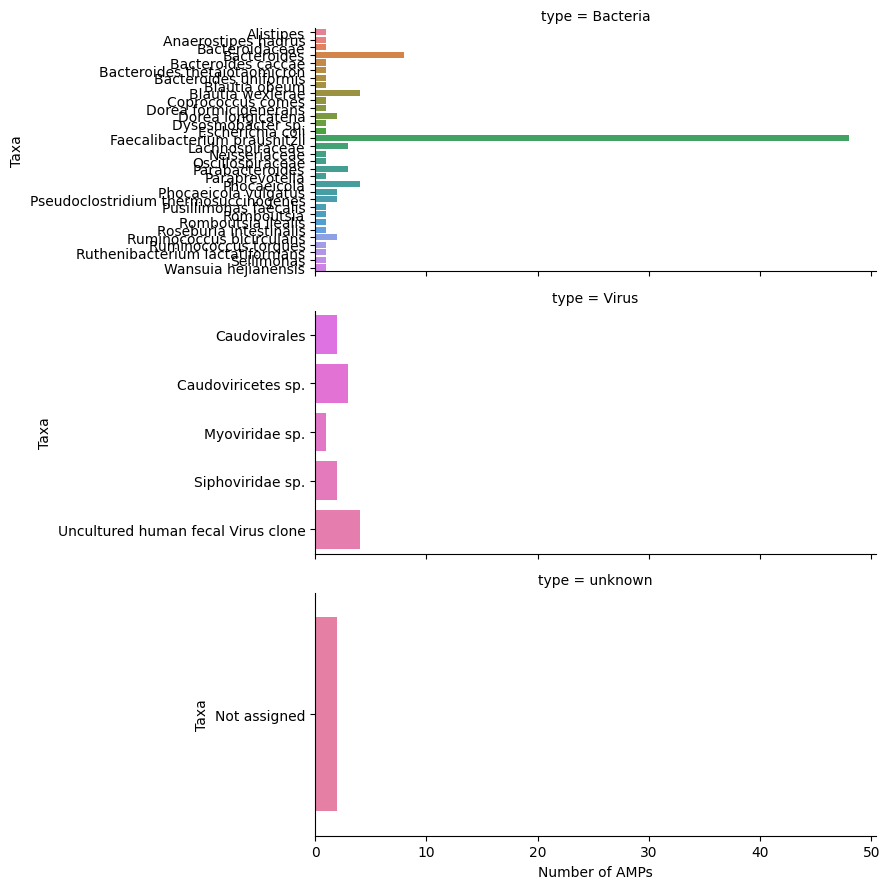 type = Bacteria
Taxa
Alistipes
Anaerostipes hadrus
Bacteroidaceae
Bacteroides
Bacteroides caccae
Bacteroides thetaiotaomicron
Bacteroides uniformis
Blautia obeum
Blautia wexlerae
Coprococcus comes
Dorea formicigenerans
Dorea longicatena
Dysosmobacter sp.
Escherichia coli
Faecalibacterium prausnitzii
Lachnospiraceae
Neisseriaceae
Oscillospiraceae
Parabacteroides
Paraprevotella
Phocaeicola
Phocaeicola vulgatus
Pseudoclostridium thermosuccinogenes
Pusillimonas faecalis
Romboutsia
Romboutsia ilealis
Roseburia intestinalis
Ruminococcus bicirculans
Ruminococcus torques
Ruthenibacterium lactatiformans
Sellimonas
Wansuia hejianensis
type = Virus
Taxa
Caudovirales
Caudoviricetes sp.
Myoviridae sp.
Siphoviridae sp.
Uncultured human fecal Virus clone
type = unknown
Taxa
Not assigned
0 10 20 30 40 50
Number of AMPs